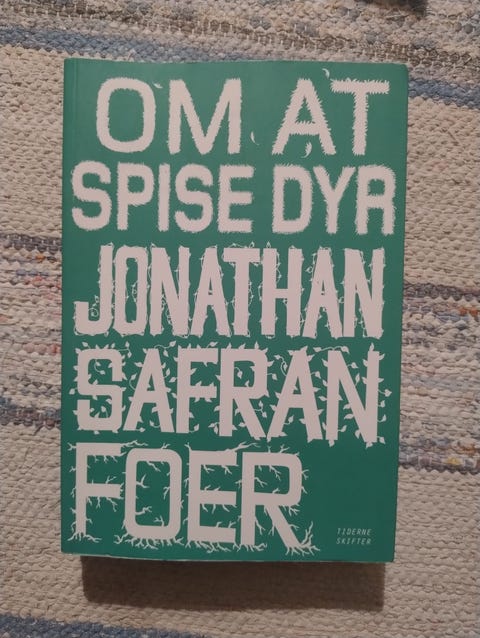 OM AT
SPISE DYR
JONATHAN
SAFRAN
FOER
TIDERNE
SKIFTER